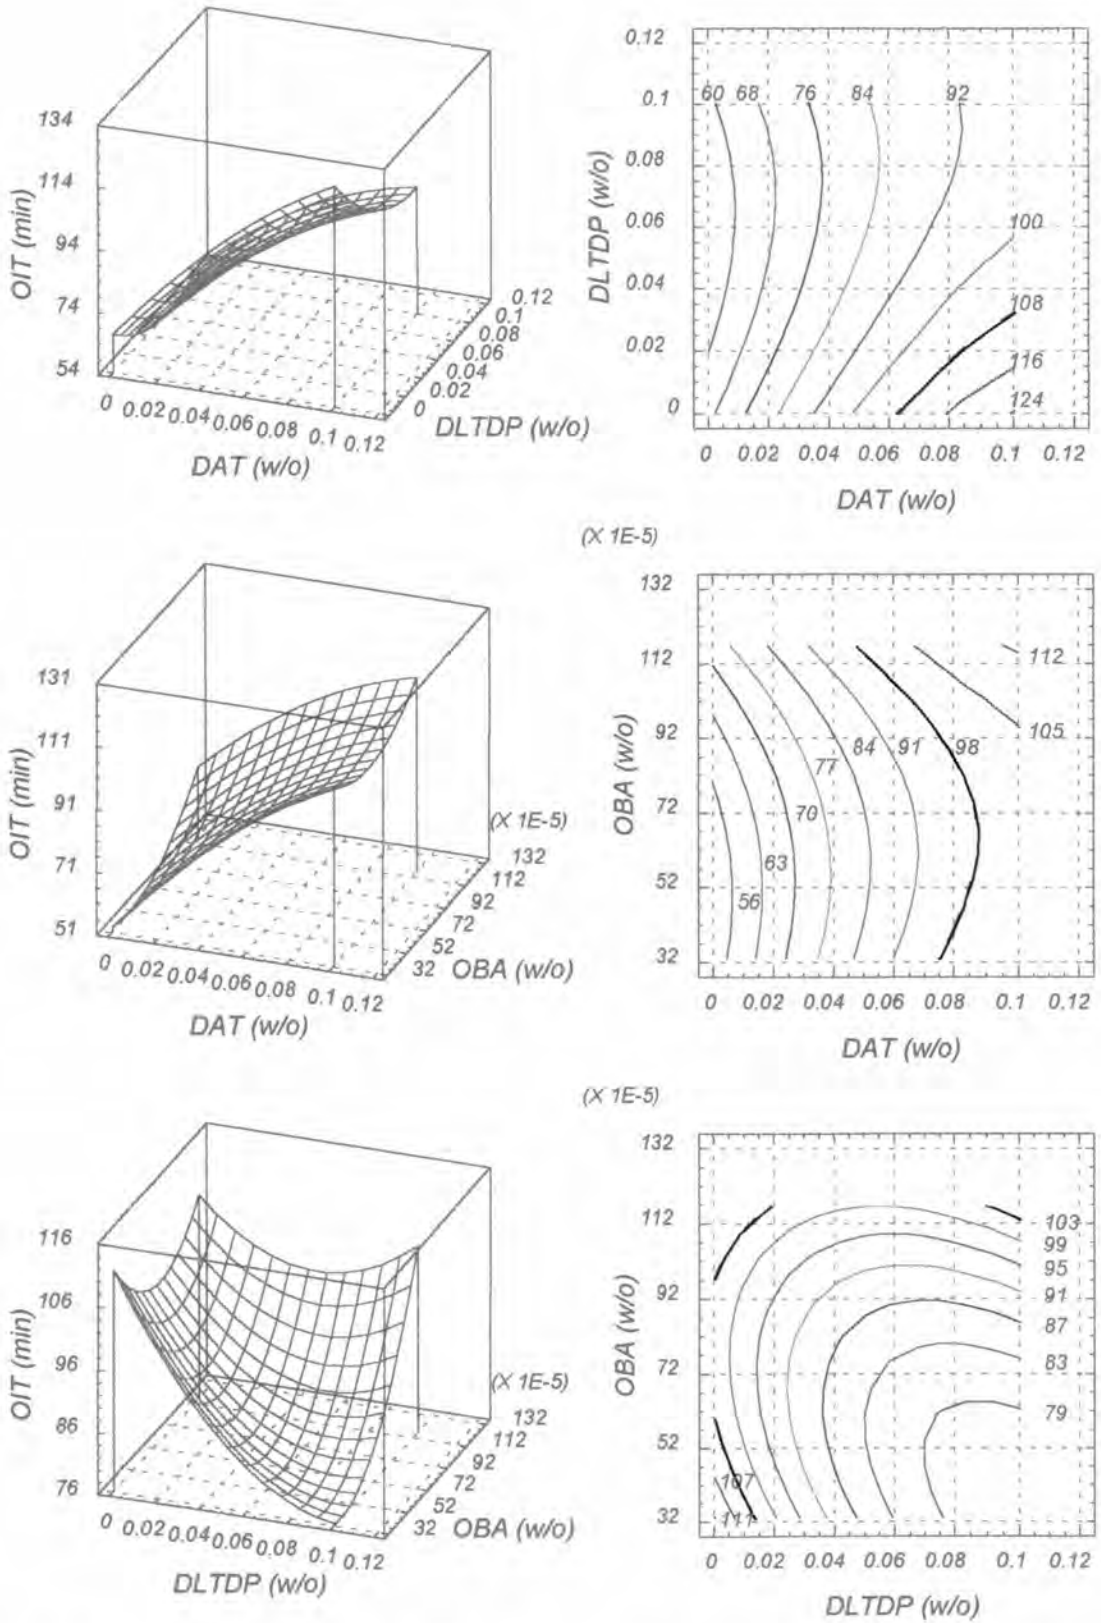 134
114
94
74
54
OIT (min)
0 0.02 0.04 0.06 0.08 0.1 0.12
DAT (w/o)
0.12
0.1
0.08
0.06
0.04
0.02
0
DLTDP (w/o)
0.12
0.1
0.08
0.06
0.04
0.02
0
DLTDP (w/o)
60 68 76 84 92
100
108
116
124
0 0.02 0.04 0.06 0.08 0.1 0.12
DAT (w/o)
131
111
91
71
51
OIT (min)
0 0.02 0.04 0.06 0.08 0.1 0.12
DAT (w/o)
(X 1E-5)
132
112
92
72
52
32
OBA (w/o)
(X 1E-5)
132
112
92
72
52
32
OBA (w/o)
112
105
98
91
84
77
70
63
56
0 0.02 0.04 0.06 0.08 0.1 0.12
DAT (w/o)
116
106
96
86
76
OIT (min)
0 0.02 0.04 0.06 0.08 0.1 0.12
DLTDP (w/o)
(X 1E-5)
132
112
92
72
52
32
OBA (w/o)
(X 1E-5)
132
112
92
72
52
32
OBA (w/o)
103
99
95
91
87
83
79
107
111
0 0.02 0.04 0.06 0.08 0.1 0.12
DLTDP (w/o)